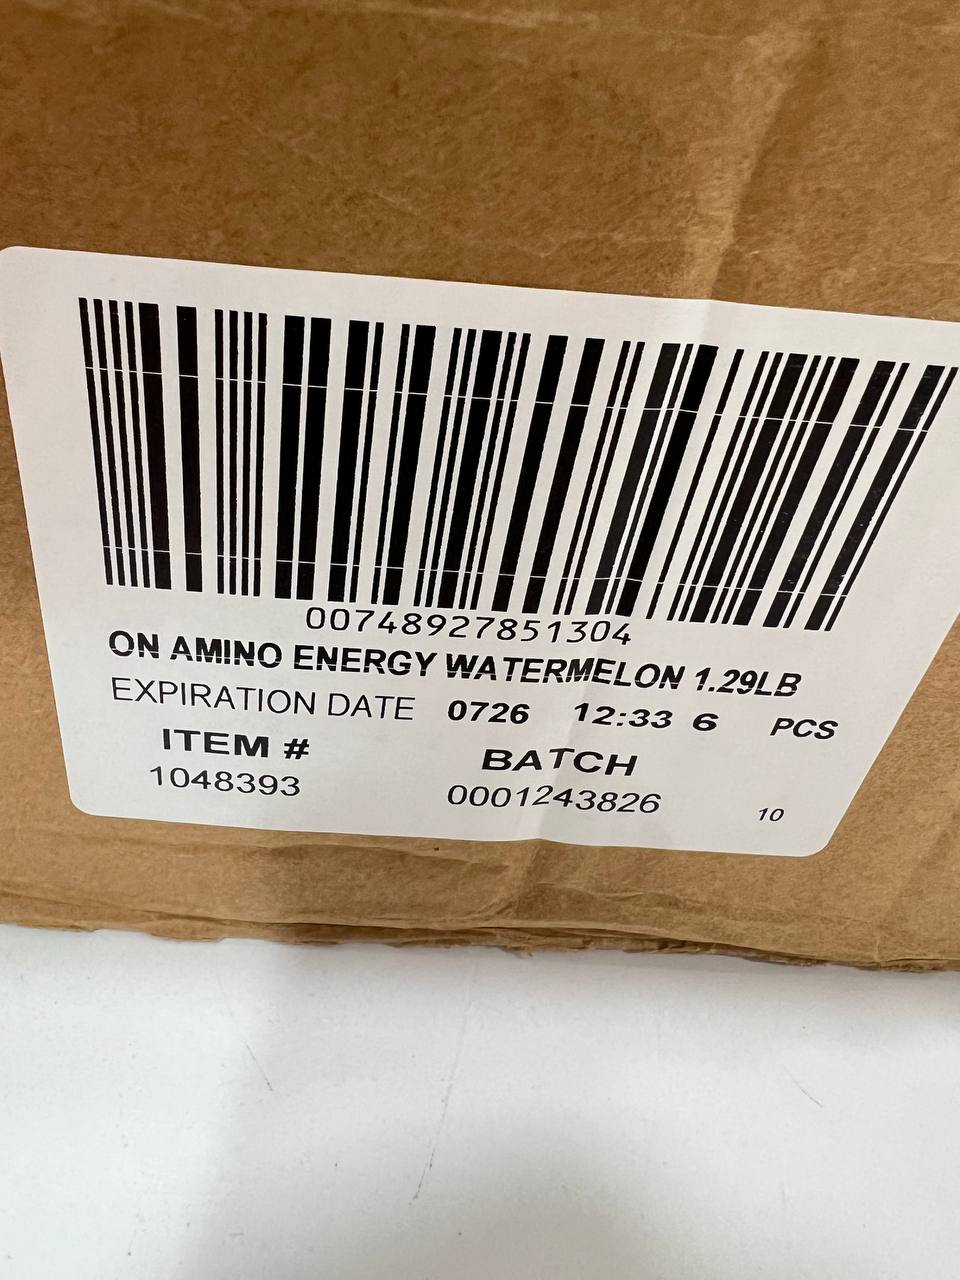 00748927851304
ON AMINO ENERGY WATERMELON 1.29LB
EXPIRATION DATE 0726 12:33 6 PCS
ITEM # BATCH
1048393 0001243826 10